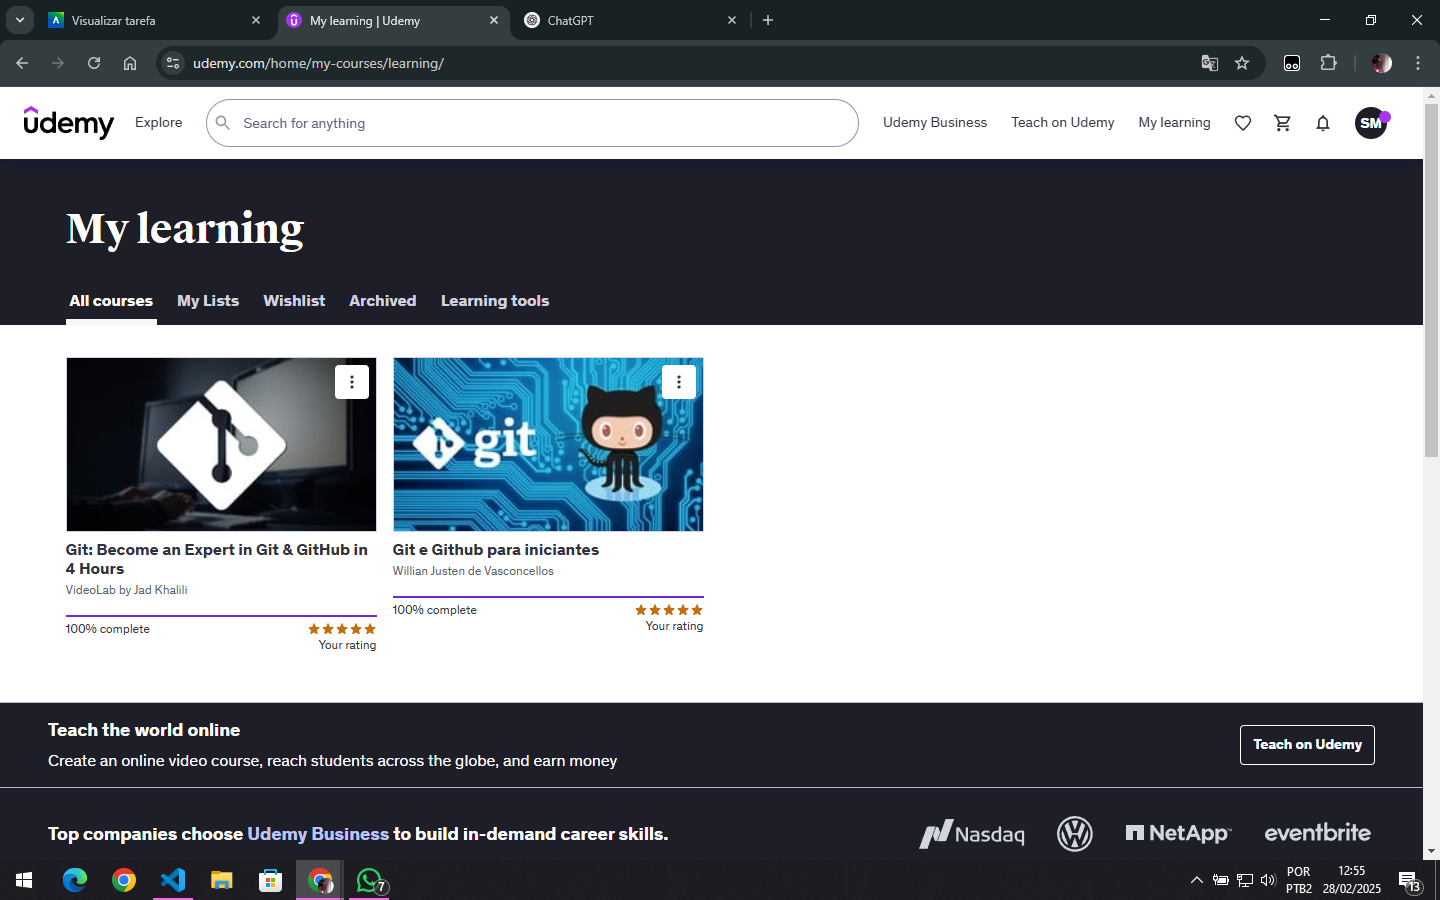 Visualizar tarefa
My learning | Udemy
ChatGPT
udemy.com/home/my-courses/learning/
udemy
Explore
Search for anything
Udemy Business
Teach on Udemy
My learning
SM
My learning
All courses
My Lists
Wishlist
Archived
Learning tools
git
Git: Become an Expert in Git & GitHub in
4 Hours
VideoLab by Jad Khalili
100% complete
Your rating
Git e Github para iniciantes
Willian Justen de Vasconcellos
100% complete
Your rating
Teach the world online
Create an online video course, reach students across the globe, and earn money
Teach on Udemy
Top companies choose Udemy Business to build in-demand career skills.
Nasdaq
NetApp™
eventbrite
7
POR
PTB2
12:55
28/02/2025
13